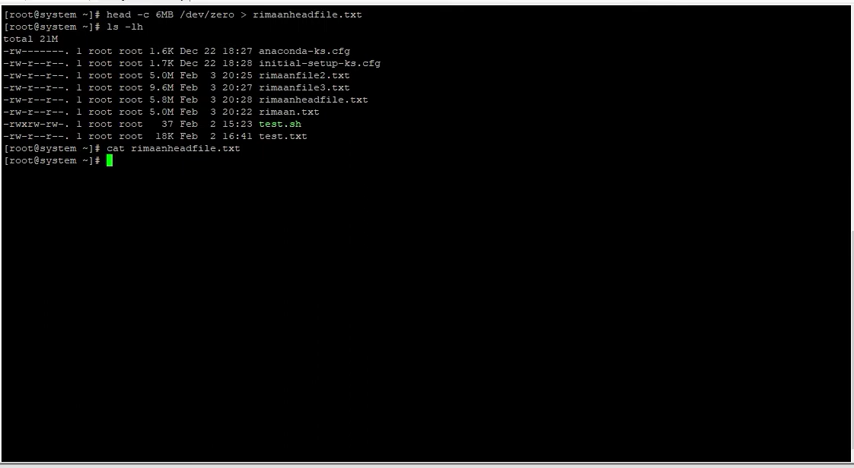 [root@system ~]# head -c 6MB /dev/zero > rimaanheadfile.txt
[root@system ~]# ls -lh
total 21M
-rw-------. 1 root root 1.6K Dec 22 18:27 anaconda-ks.cfg
-rw-r--r--. 1 root root 1.7K Dec 22 18:28 initial-setup-ks.cfg
-rw-r--r--. 1 root root 5.0M Feb  3 20:25 rimaanfile2.txt
-rw-r--r--. 1 root root 9.6M Feb  3 20:27 rimaanfile3.txt
-rw-r--r--. 1 root root 5.8M Feb  3 20:28 rimaanheadfile.txt
-rw-r--r--. 1 root root 5.0M Feb  3 20:22 rimaan.txt
-rwxrw-rw-. 1 root root   37 Feb  2 15:23 test.sh
-rw-r--r--. 1 root root  18K Feb  2 16:41 test.txt
[root@system ~]# cat rimaanheadfile.txt
[root@system ~]#